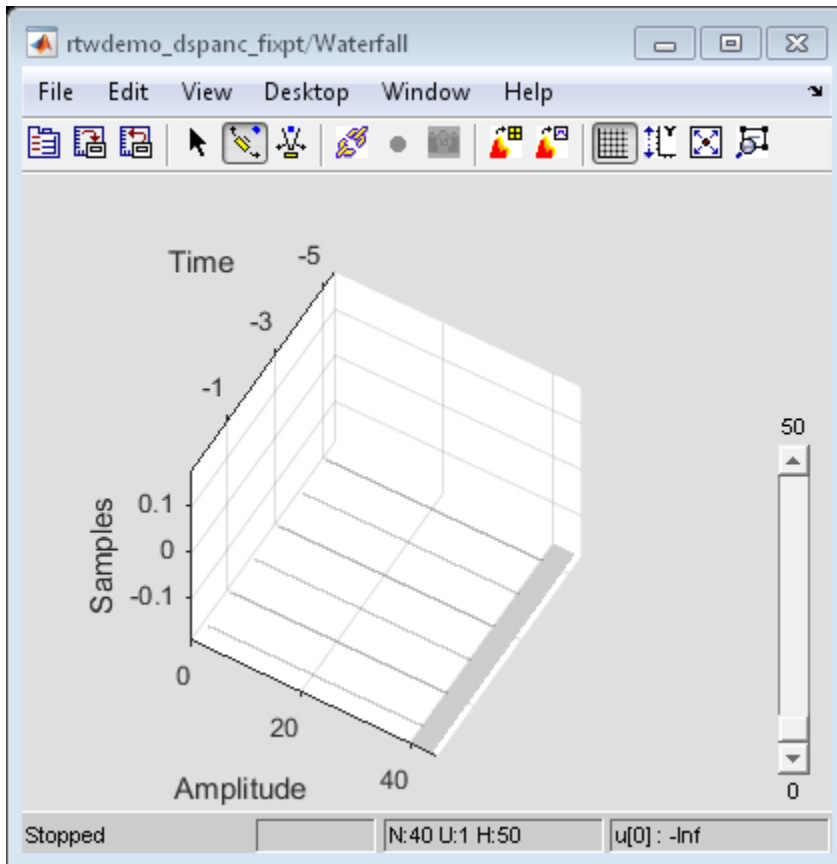 rtwdemo_dspanc_fixpt/Waterfall
File Edit View Desktop Window Help
Time
-5
-3
-1
50
0.1
0
-0.1
Samples
0
20
40
Amplitude
0
Stopped N:40 U:1 H:50 u[0] : -Inf